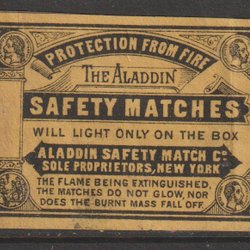 PROTECTION FROM FIRE
THE ALADDIN
SAFETY MATCHES
WILL LIGHT ONLY ON THE BOX
ALADDIN SAFETY MATCH Co
SOLE PROPRIETORS, NEW YORK
THE FLAME BEING EXTINGUISHED,
THE MATCHES DO NOT GLOW, NOR
DOES THE BURNT MASS FALL OFF.